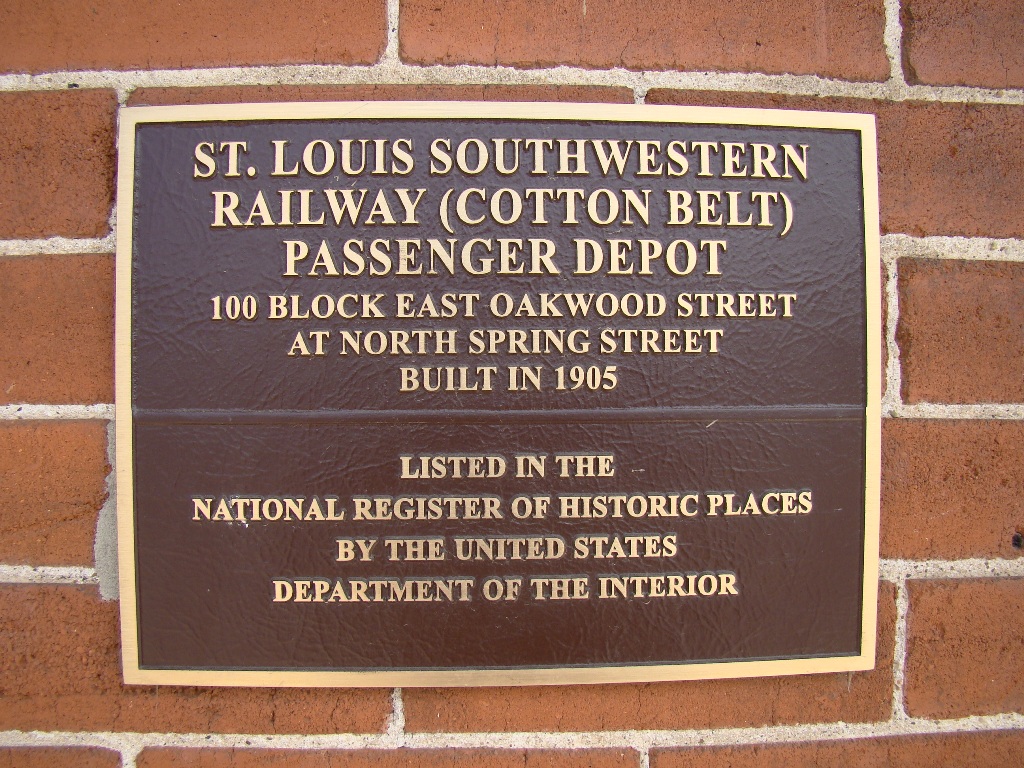 ST. LOUIS SOUTHWESTERN
RAILWAY (COTTON BELT)
PASSENGER DEPOT
100 BLOCK EAST OAKWOOD STREET
AT NORTH SPRING STREET
BUILT IN 1905
LISTED IN THE
NATIONAL REGISTER OF HISTORIC PLACES
BY THE UNITED STATES
DEPARTMENT OF THE INTERIOR